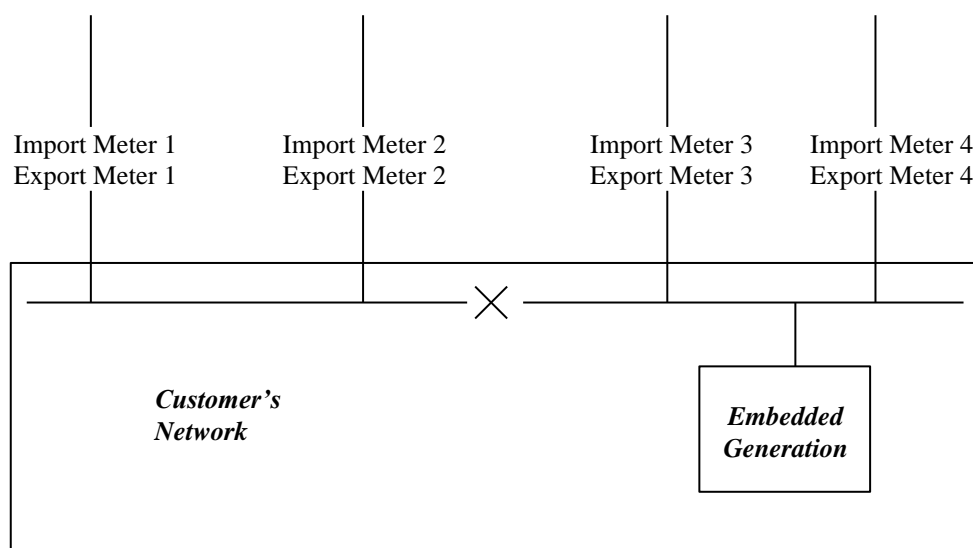 Import Meter 1
Export Meter 1
Import Meter 2
Export Meter 2
Import Meter 3
Export Meter 3
Import Meter 4
Export Meter 4
Customer’s
Network
Embedded
Generation